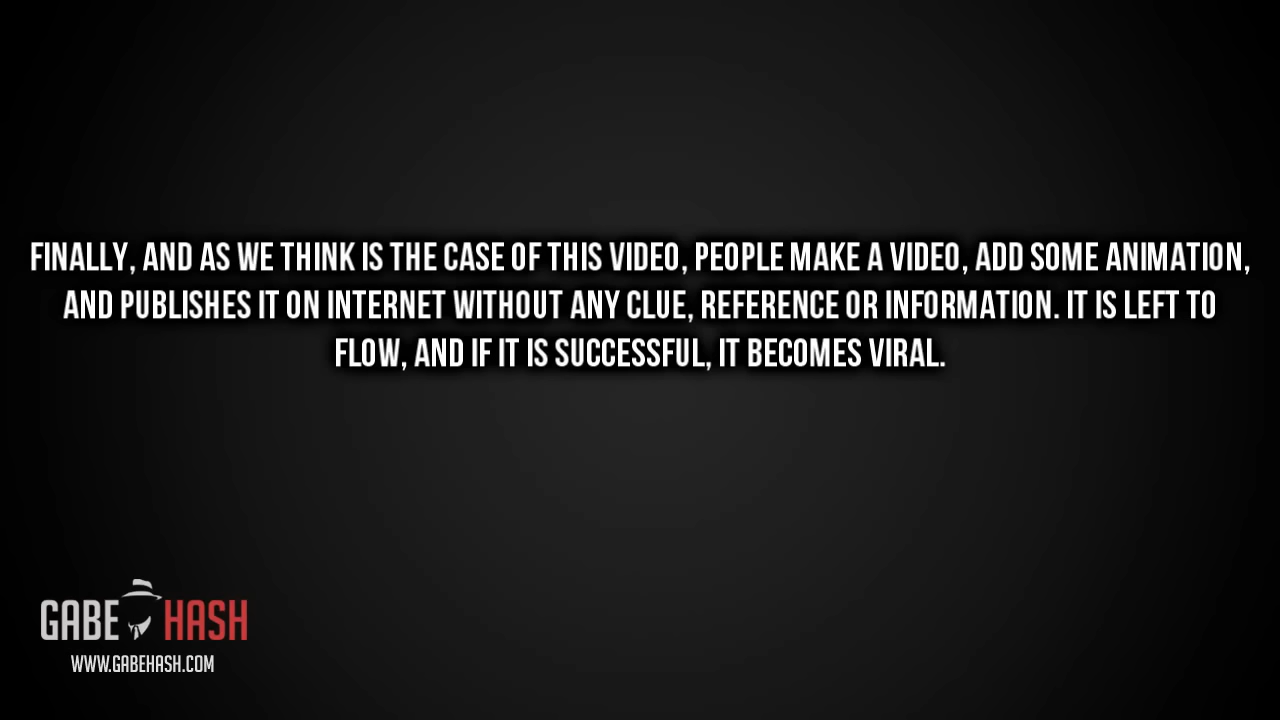 FINALLY, AND AS WE THINK IS THE CASE OF THIS VIDEO, PEOPLE MAKE A VIDEO, ADD SOME ANIMATION,
AND PUBLISHES IT ON INTERNET WITHOUT ANY CLUE, REFERENCE OR INFORMATION. IT IS LEFT TO
FLOW, AND IF IT IS SUCCESSFUL, IT BECOMES VIRAL.
GABE HASH
WWW.GABEHASH.COM